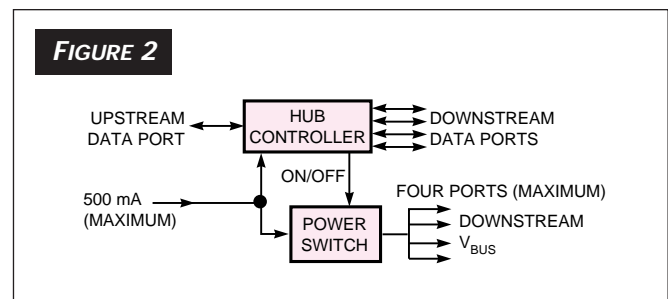 FIGURE 2
UPSTREAM
DATA PORT
HUB
CONTROLLER
DOWNSTREAM
DATA PORTS
ON/OFF
500 mA
(MAXIMUM)
POWER
SWITCH
FOUR PORTS (MAXIMUM)
DOWNSTREAM
VBUS